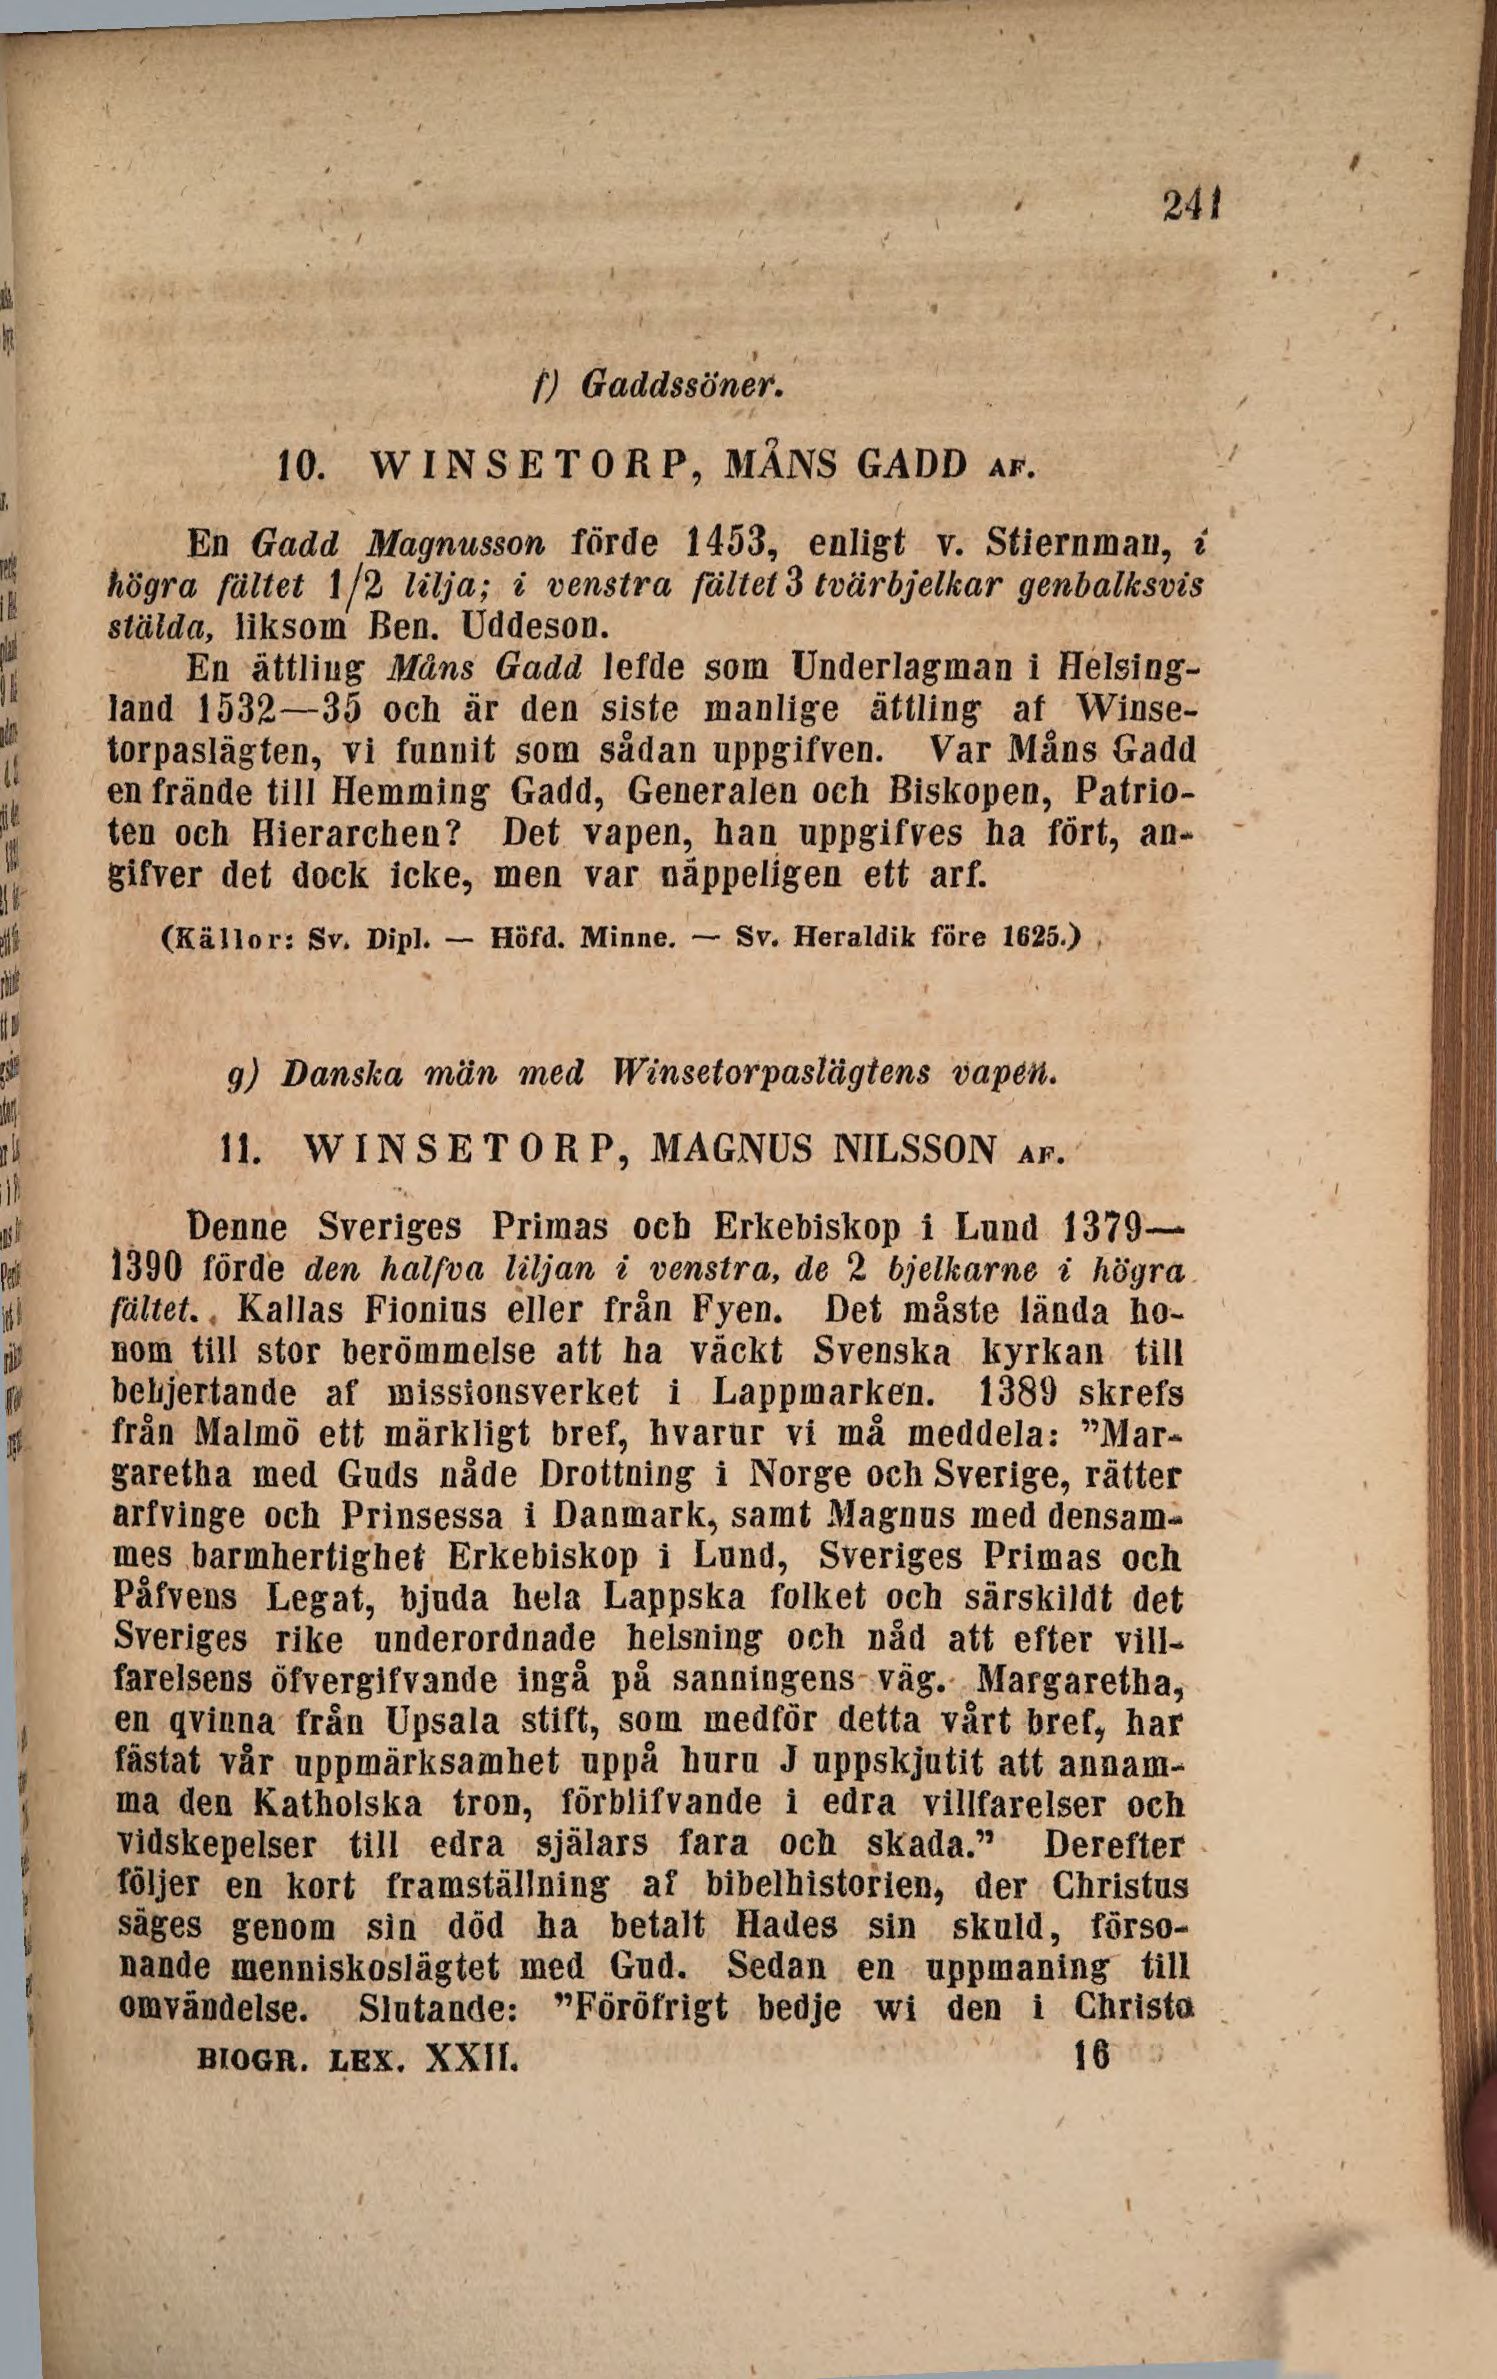 241
f) Gaddssöner.
10. WINSETORP, MÅNS GADD AF.
En Gadd Magnusson förde 1453, enligt v. Stiernman, i
högra fältet 1/2 lilja; i venstra fältet 3 tvärbjelkar genbalksvis
stälda, liksom Ben. Uddeson.
En ättling Måns Gadd lefde som Underlagman i Helsing-
land 1532—35 och är den siste manlige ättling af Winse-
torpaslägten, vi funnit som sådan uppgifven. Var Måns Gadd
en frände till Hemming Gadd, Generalen och Biskopen, Patrio-
ten och Hierarchen? Det vapen, han uppgifves ha fört, an-
gifver det dock icke, men var näppeligen ett arf.
(Källor: Sv. Dipl. — Höfd. Minne. — Sv. Heraldik före 1625.)
g) Danska män med Winsetorpaslägtens vapen.
11. WINSETORP, MAGNUS NILSSON AF.
Denne Sveriges Primas och Erkebiskop i Lund 1379—
1390 förde den halfva liljan i venstra, de 2 bjelkarne i högra
fältet. Kallas Fionius eller från Fyen. Det måste lända ho-
nom till stor berömmelse att ha väckt Svenska kyrkan till
behjertande af missionsverket i Lappmarken. 1389 skrefs
från Malmö ett märkligt bref, hvarur vi må meddela: ”Mar-
garetha med Guds nåde Drottning i Norge och Sverige, rätter
arfvinge och Prinsessa i Danmark, samt Magnus med densam-
mes barmhertighet Erkebiskop i Lund, Sveriges Primas och
Påfvens Legat, bjuda hela Lappska folket och särskildt det
Sveriges rike underordnade helsning och nåd att efter vill-
farelsens öfvergifvande ingå på sanningens väg. Margaretha,
en qvinna från Upsala stift, som medför detta vårt bref, har
fästat vår uppmärksamhet uppå huru J uppskjutit att annam-
ma den Katholska tron, förblifvande i edra villfarelser och
vidskepelser till edra själars fara och skada.” Derefter
följer en kort framställning af bibelhistorien, der Christus
säges genom sin död ha betalt Hades sin skuld, förso-
nande menniskoslägtet med Gud. Sedan en uppmaning till
omvändelse. Slutande: ”Föröfrigt bedje wi den i Christo
BIOGR. LEX. XXII. 16